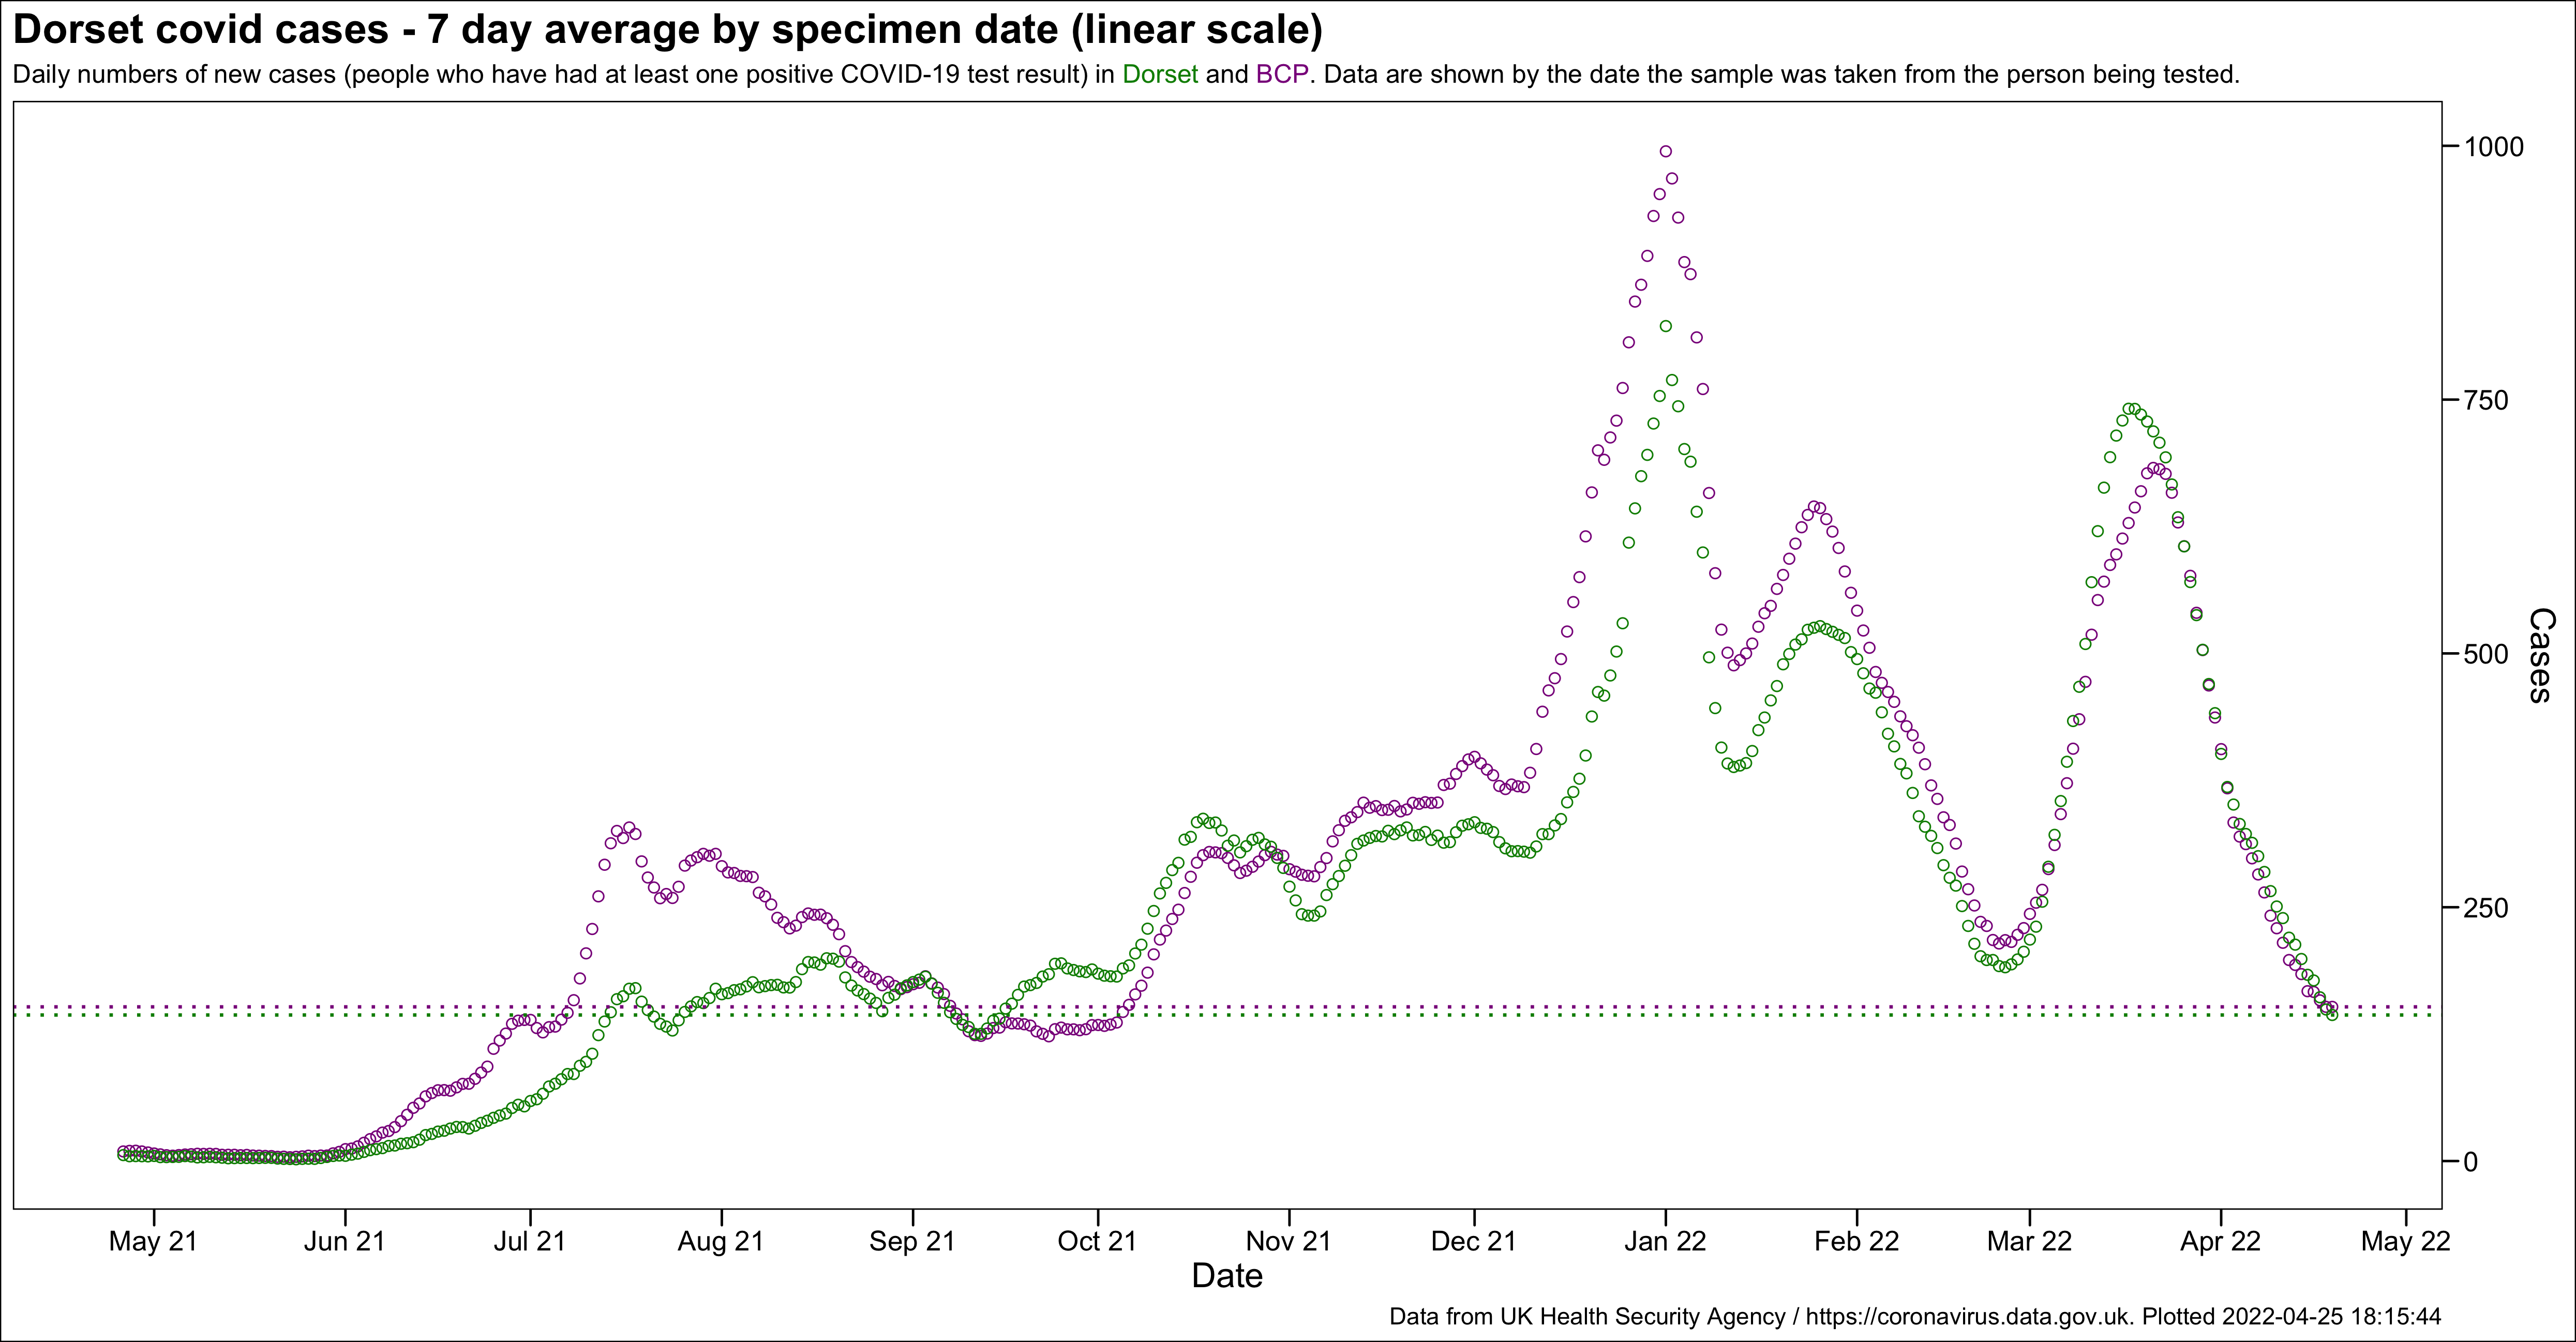 Dorset covid cases - 7 day average by specimen date (linear scale)
Daily numbers of new cases (people who have had at least one positive COVID-19 test result) in Dorset and BCP. Data are shown by the date the sample was taken from the person being tested.
1000
750
500
250
0
Cases
May 21 Jun 21 Jul 21 Aug 21 Sep 21 Oct 21 Nov 21 Dec 21 Jan 22 Feb 22 Mar 22 Apr 22 May 22
Date
Data from UK Health Security Agency / https://coronavirus.data.gov.uk. Plotted 2022-04-25 18:15:44